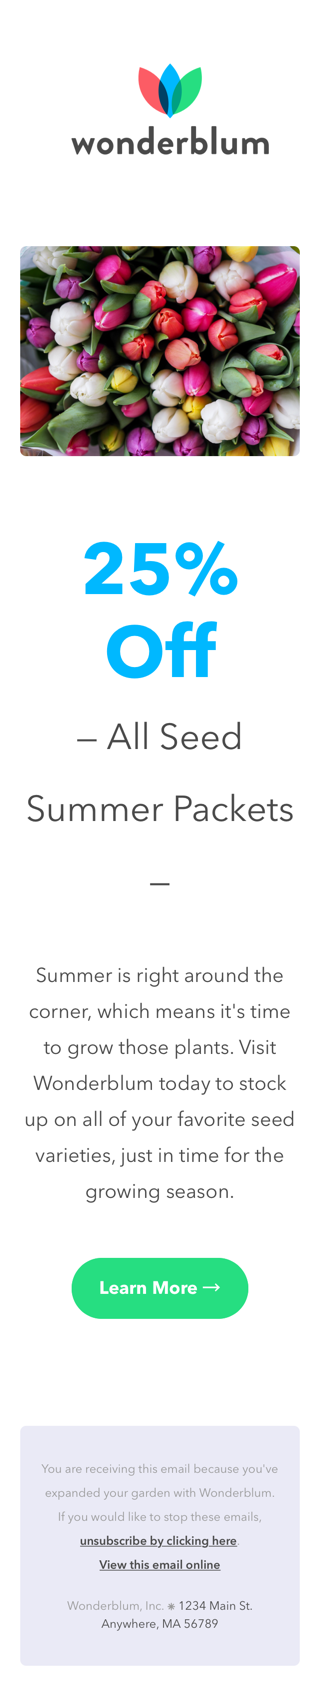 wonderblum
25%
Off
– All Seed
Summer Packets
–
Summer is right around the
corner, which means it's time
to grow those plants. Visit
Wonderblum today to stock
up on all of your favorite seed
varieties, just in time for the
growing season.
Learn More →
You are receiving this email because you've
expanded your garden with Wonderblum.
If you would like to stop these emails,
unsubscribe by clicking here.
View this email online
Wonderblum, Inc. ❋ 1234 Main St.
Anywhere, MA 56789